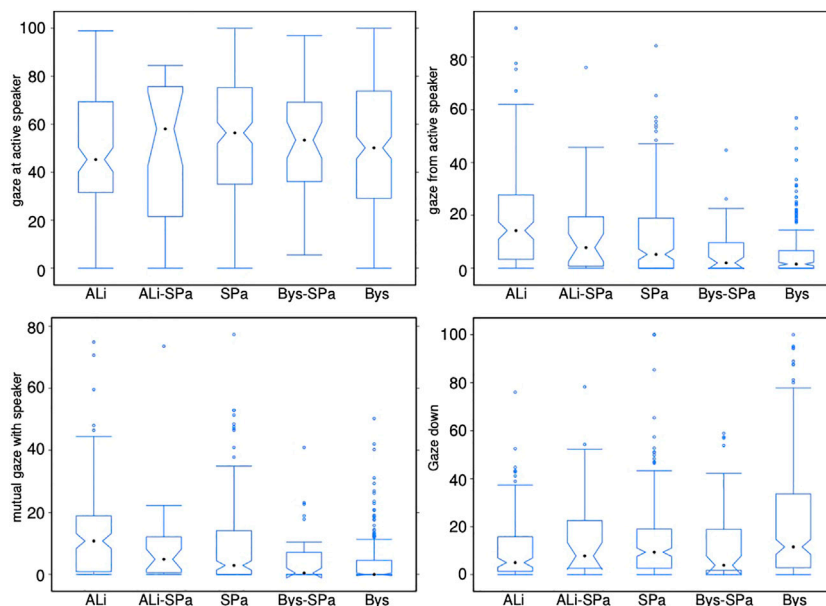 gaze at active speaker
100
80
60
40
20
0
ALi ALi-SPa SPa Bys-SPa Bys
gaze from active speaker
80
60
40
20
0
ALi ALi-SPa SPa Bys-SPa Bys
mutual gaze with speaker
80
60
40
20
0
ALi ALi-SPa SPa Bys-SPa Bys
Gaze down
100
80
60
40
20
0
ALi ALi-SPa SPa Bys-SPa Bys